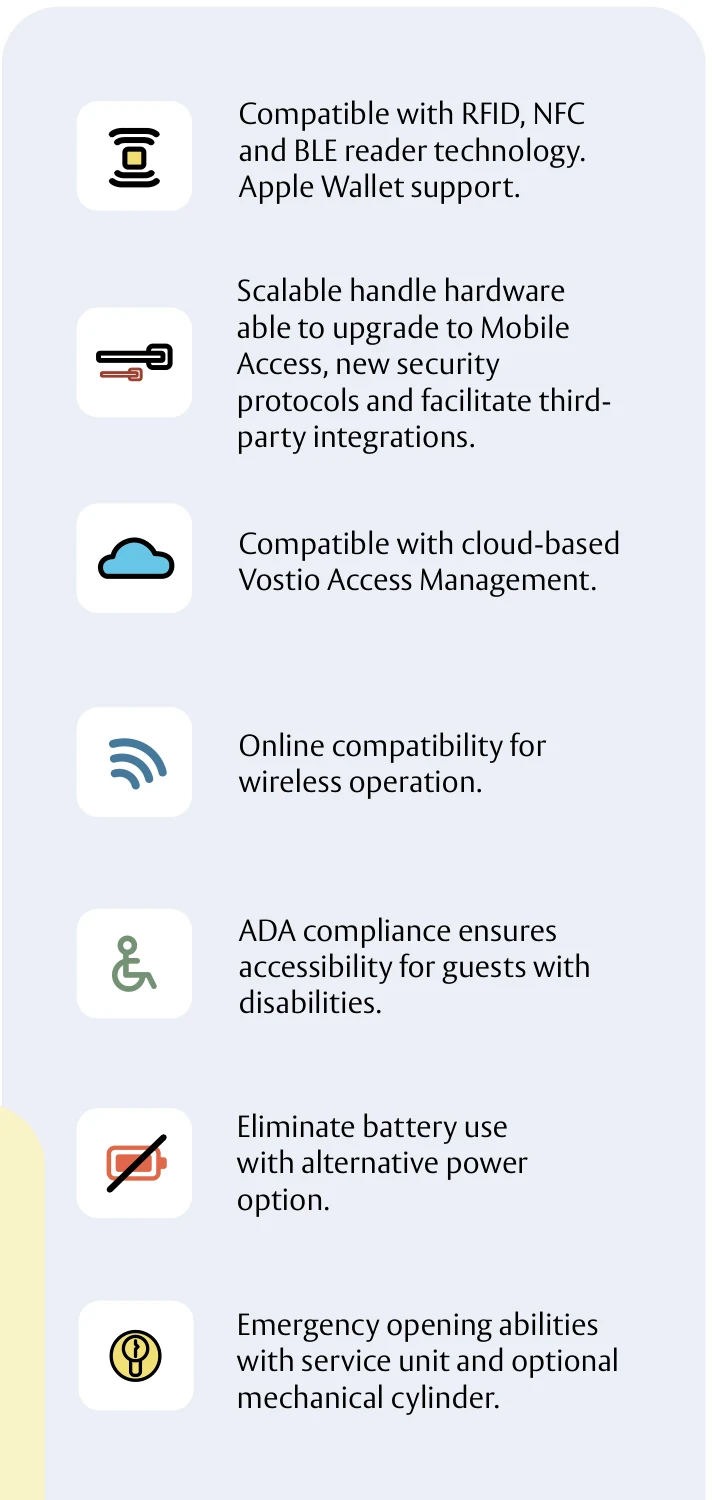 Compatible with RFID, NFC
and BLE reader technology.
Apple Wallet support.
Scalable handle hardware
able to upgrade to Mobile
Access, new security
protocols and facilitate third-
party integrations.
Compatible with cloud-based
Vostio Access Management.
Online compatibility for
wireless operation.
ADA compliance ensures
accessibility for guests with
disabilities.
Eliminate battery use
with alternative power
option.
Emergency opening abilities
with service unit and optional
mechanical cylinder.